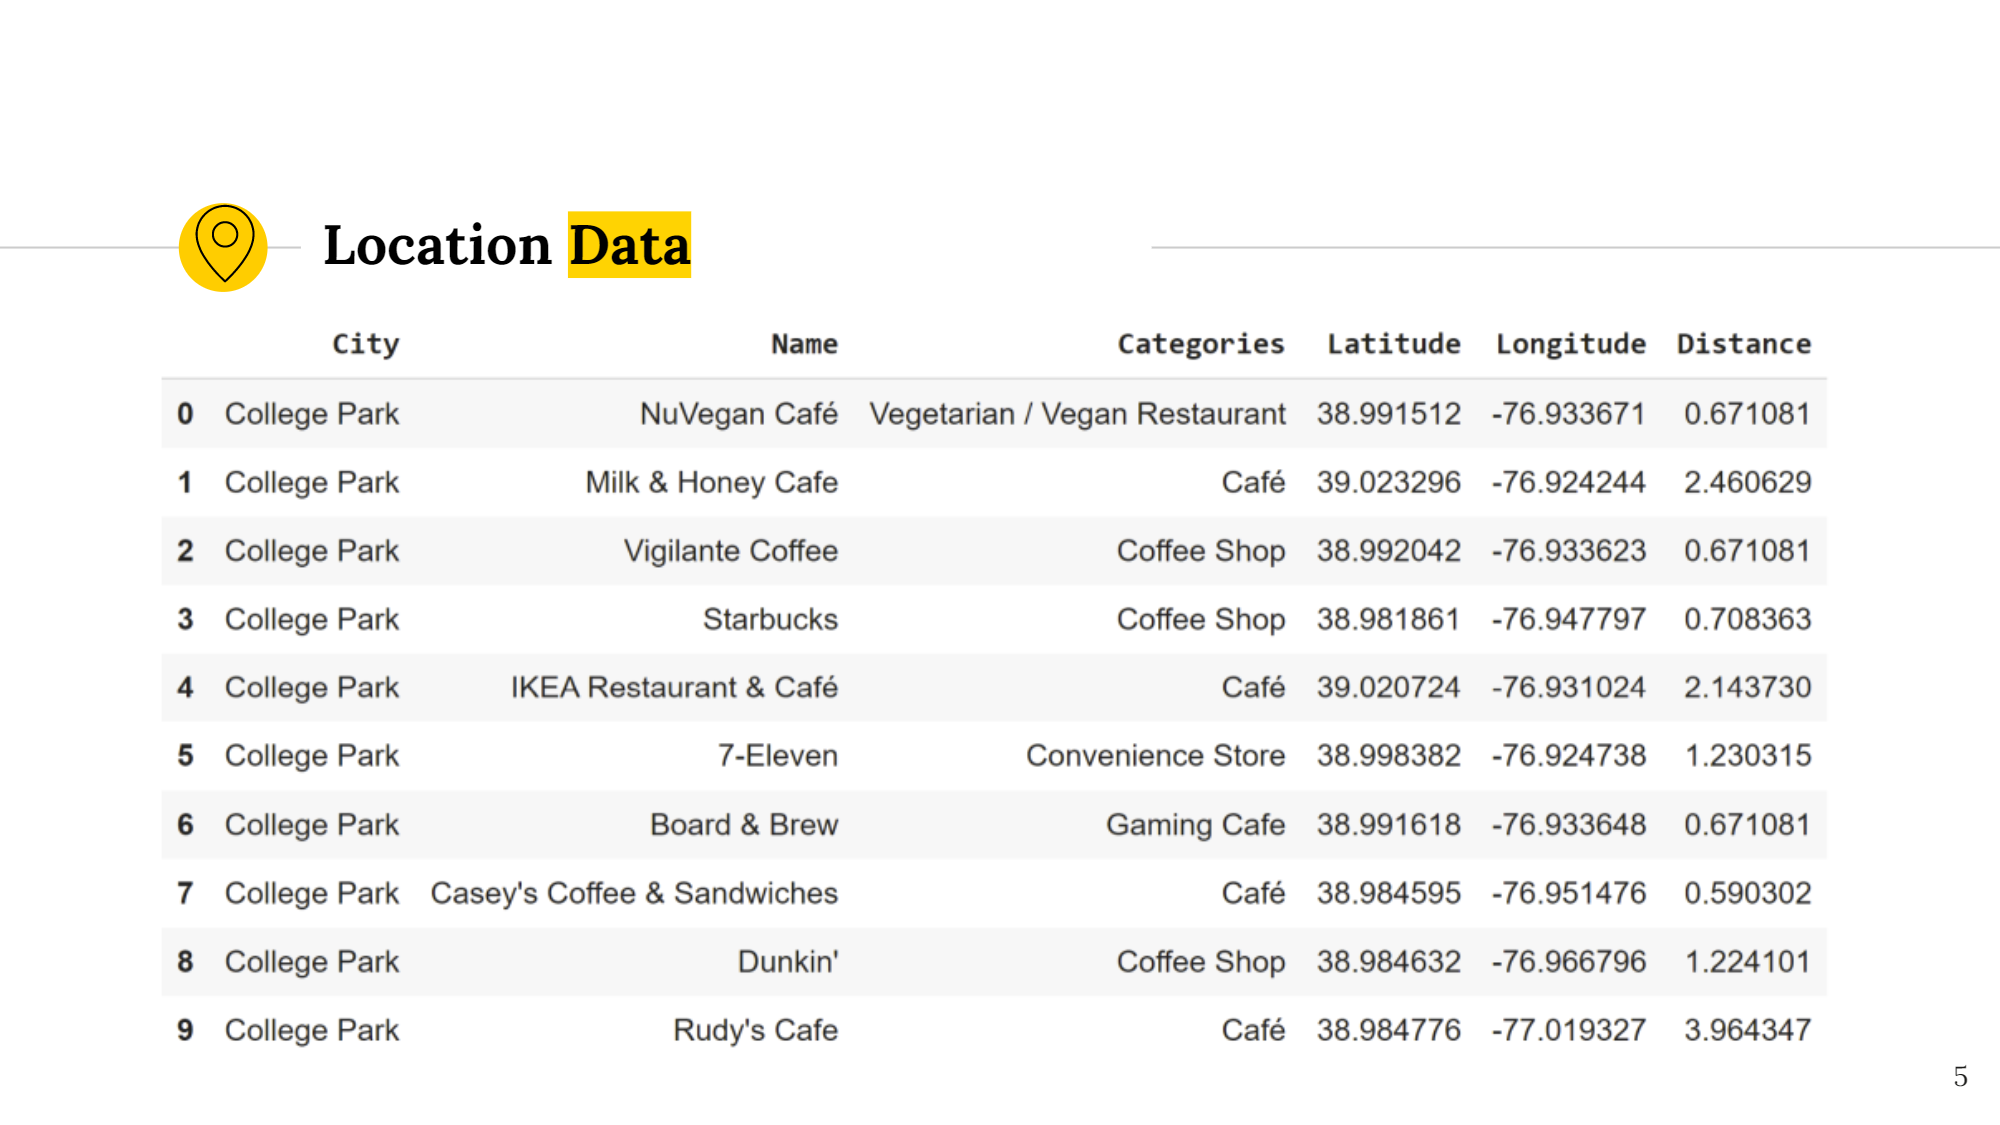 Location Data
City Name Categories Latitude Longitude Distance
0 College Park NuVegan Café Vegetarian / Vegan Restaurant 38.991512 -76.933671 0.671081
1 College Park Milk & Honey Cafe Café 39.023296 -76.924244 2.460629
2 College Park Vigilante Coffee Coffee Shop 38.992042 -76.933623 0.671081
3 College Park Starbucks Coffee Shop 38.981861 -76.947797 0.708363
4 College Park IKEA Restaurant & Café Café 39.020724 -76.931024 2.143730
5 College Park 7-Eleven Convenience Store 38.998382 -76.924738 1.230315
6 College Park Board & Brew Gaming Cafe 38.991618 -76.933648 0.671081
7 College Park Casey's Coffee & Sandwiches Café 38.984595 -76.951476 0.590302
8 College Park Dunkin' Coffee Shop 38.984632 -76.966796 1.224101
9 College Park Rudy's Cafe Café 38.984776 -77.019327 3.964347
5